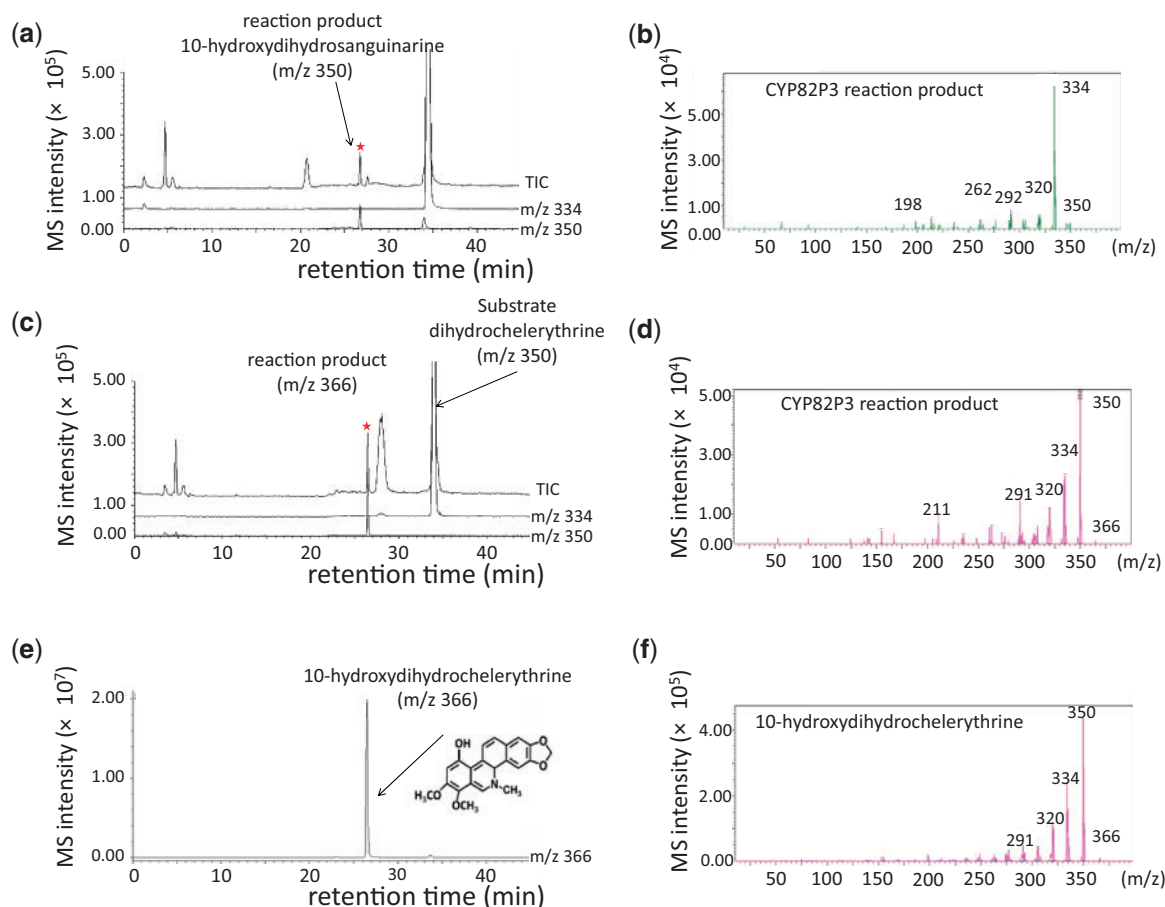 (a)
reaction product
10-hydroxydihydrosanguinarine
(m/z 350)
MS intensity (× 10⁵)
5.00
3.00
1.00
0.00
TIC
m/z 334
m/z 350
0 10 20 30 40
retention time (min)
(b)
MS intensity (× 10⁴)
CYP82P3 reaction product
5.00
3.00
1.00
0.00
334
198
262
292
320
350
50 100 150 200 250 300 350 (m/z)
(c)
Substrate
dihydrochelerythrine
(m/z 350)
reaction product
(m/z 366)
MS intensity (× 10⁵)
5.00
3.00
1.00
0.00
TIC
m/z 334
m/z 350
0 10 20 30 40
retention time (min)
(d)
MS intensity (× 10⁴)
CYP82P3 reaction product
5.00
3.00
1.00
0.00
350
334
211
291
320
366
50 100 150 200 250 300 350 (m/z)
(e)
10-hydroxydihydrochelerythrine
(m/z 366)
MS intensity (× 10⁷)
2.00
1.00
0.00
OH
O
O
N
CH₃
H₃CO
OCH₃
m/z 366
0 10 20 30 40
retention time (min)
(f)
MS intensity (× 10⁵)
10-hydroxydihydrochelerythrine
4.00
2.00
0.00
350
334
320
291
366
50 100 150 200 250 300 350 (m/z)